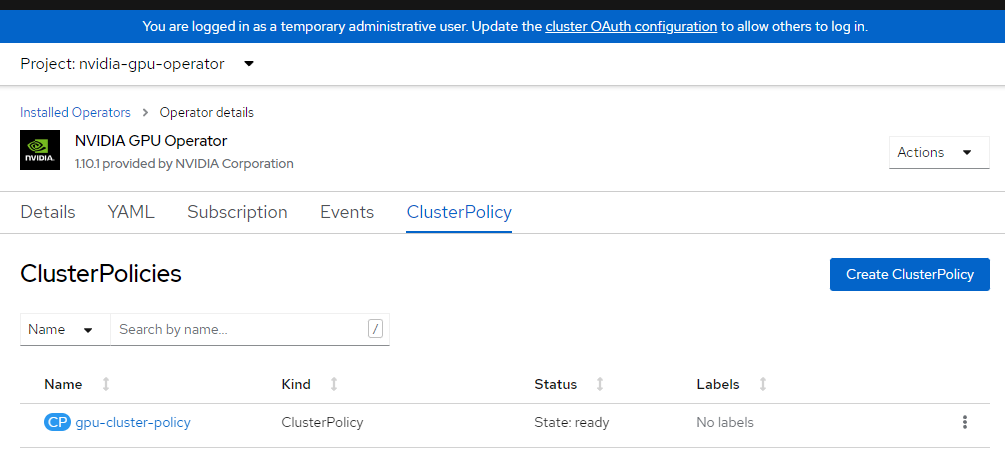 You are logged in as a temporary administrative user. Update the cluster OAuth configuration to allow others to log in.
Project: nvidia-gpu-operator
Installed Operators > Operator details
NVIDIA
NVIDIA GPU Operator
1.10.1 provided by NVIDIA Corporation
Actions
Details YAML Subscription Events ClusterPolicy
ClusterPolicies
Create ClusterPolicy
Name Search by name... /
Name Kind Status Labels
CP gpu-cluster-policy ClusterPolicy State: ready No labels